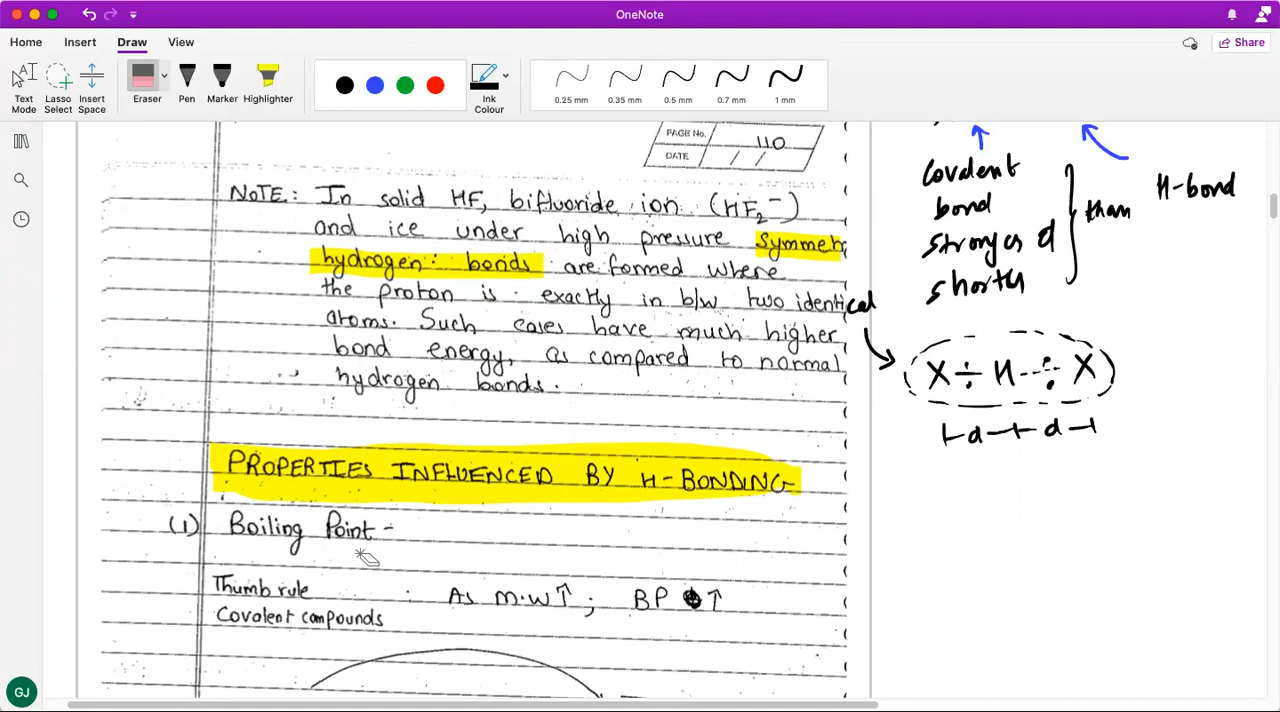 OneNote
Home Insert Draw View
Share
Text Mode
Lasso Select
Insert Space
Eraser
Pen
Marker
Highlighter
Ink Colour
0.25 mm 0.35 mm 0.5 mm 0.7 mm 1 mm
PAGE No. 110
DATE / /
NOTE: In solid HF, bifluoride ion (HF2-)
and ice under high pressure symmetr
hydrogen bonds are formed where
the proton is exactly in b/w two identical
atoms. Such cases have much higher
bond energy, as compared to normal
hydrogen bonds.
PROPERTIES INFLUENCED BY H-BONDING
(1) Boiling Point -
Thumb rule : As M.W ↑ ; BP ↑
Covalent compounds
covalent
bond
stronger &
shorter
than
H-bond
X - H --- X
d d
GJ